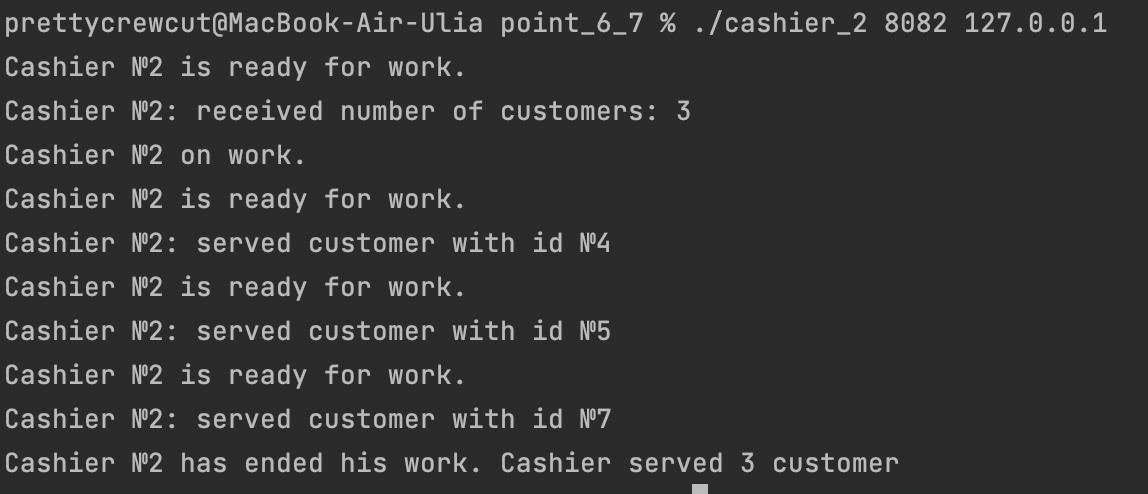 prettycrewcut@MacBook-Air-Ulia point_6_7 % ./cashier_2 8082 127.0.0.1
Cashier №2 is ready for work.
Cashier №2: received number of customers: 3
Cashier №2 on work.
Cashier №2 is ready for work.
Cashier №2: served customer with id №4
Cashier №2 is ready for work.
Cashier №2: served customer with id №5
Cashier №2 is ready for work.
Cashier №2: served customer with id №7
Cashier №2 has ended his work. Cashier served 3 customer